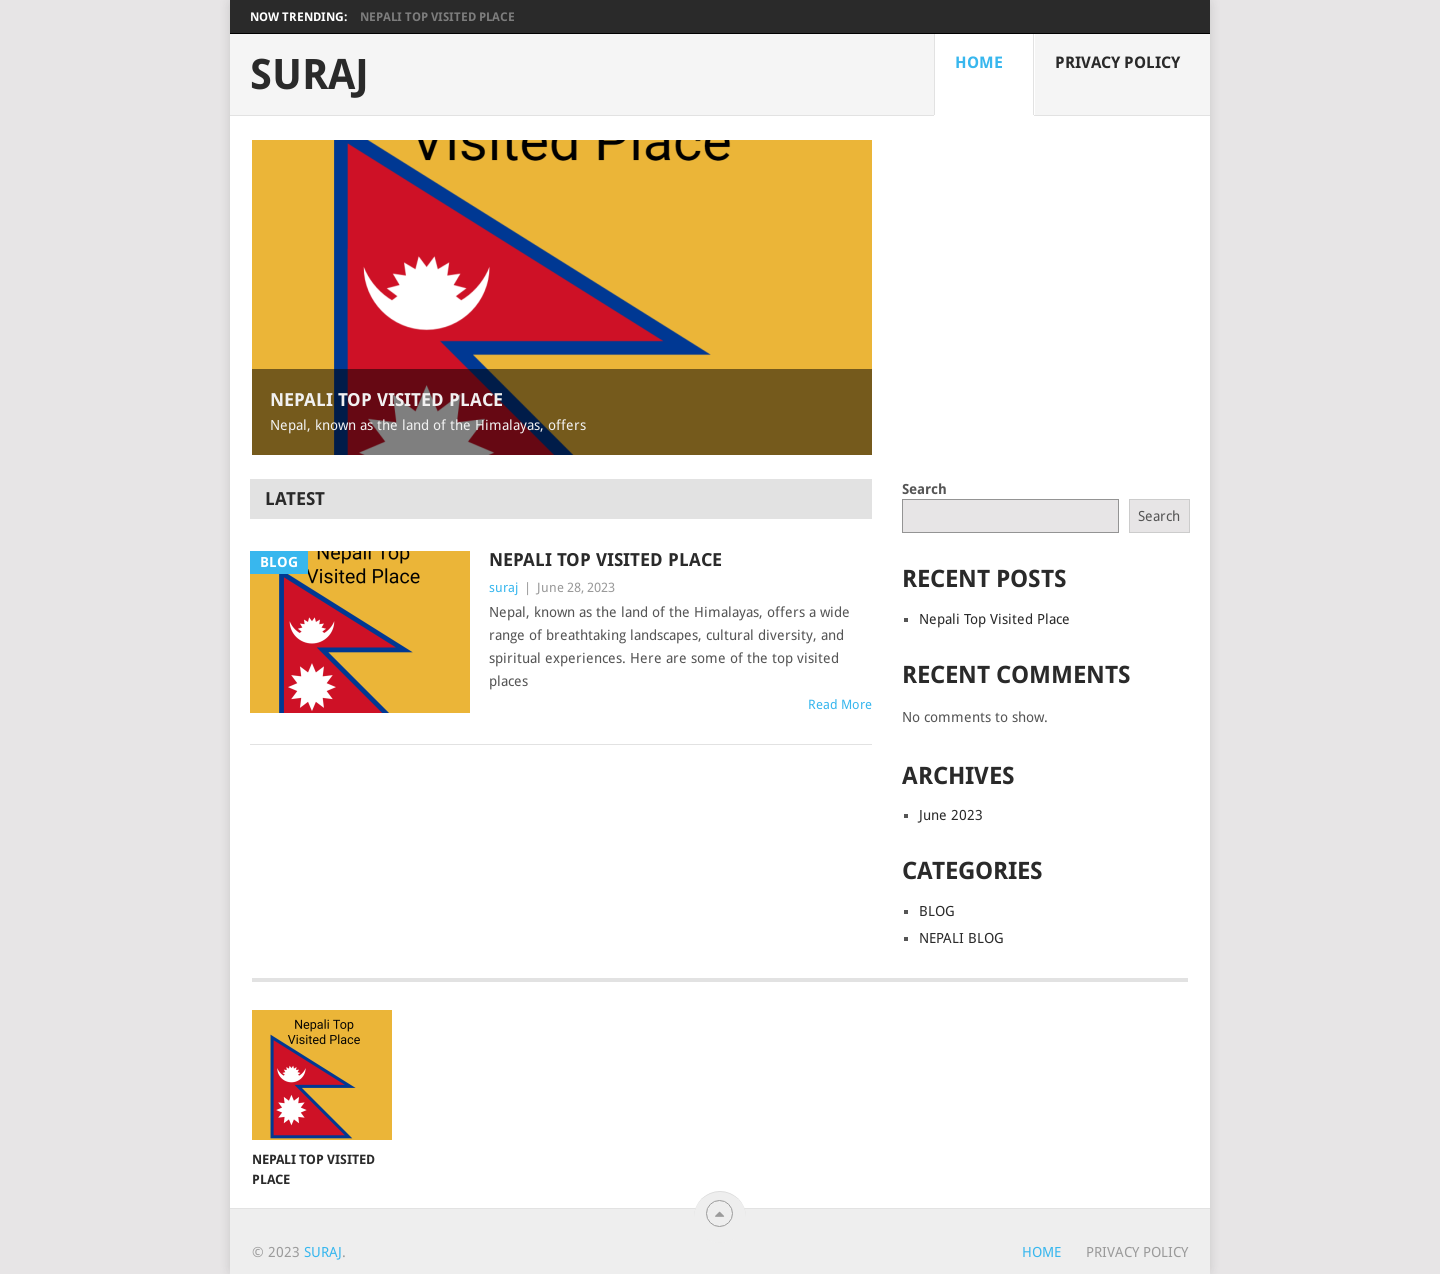 NOW TRENDING: NEPALI TOP VISITED PLACE
SURAJ
HOME
PRIVACY POLICY
Visited Place
NEPALI TOP VISITED PLACE
Nepal, known as the land of the Himalayas, offers
LATEST
BLOG
Nepali Top
Visited Place
NEPALI TOP VISITED PLACE
suraj | June 28, 2023
Nepal, known as the land of the Himalayas, offers a wide
range of breathtaking landscapes, cultural diversity, and
spiritual experiences. Here are some of the top visited
places
Read More
Search
Search
RECENT POSTS
Nepali Top Visited Place
RECENT COMMENTS
No comments to show.
ARCHIVES
June 2023
CATEGORIES
BLOG
NEPALI BLOG
Nepali Top
Visited Place
NEPALI TOP VISITED
PLACE
© 2023 SURAJ.
HOME
PRIVACY POLICY